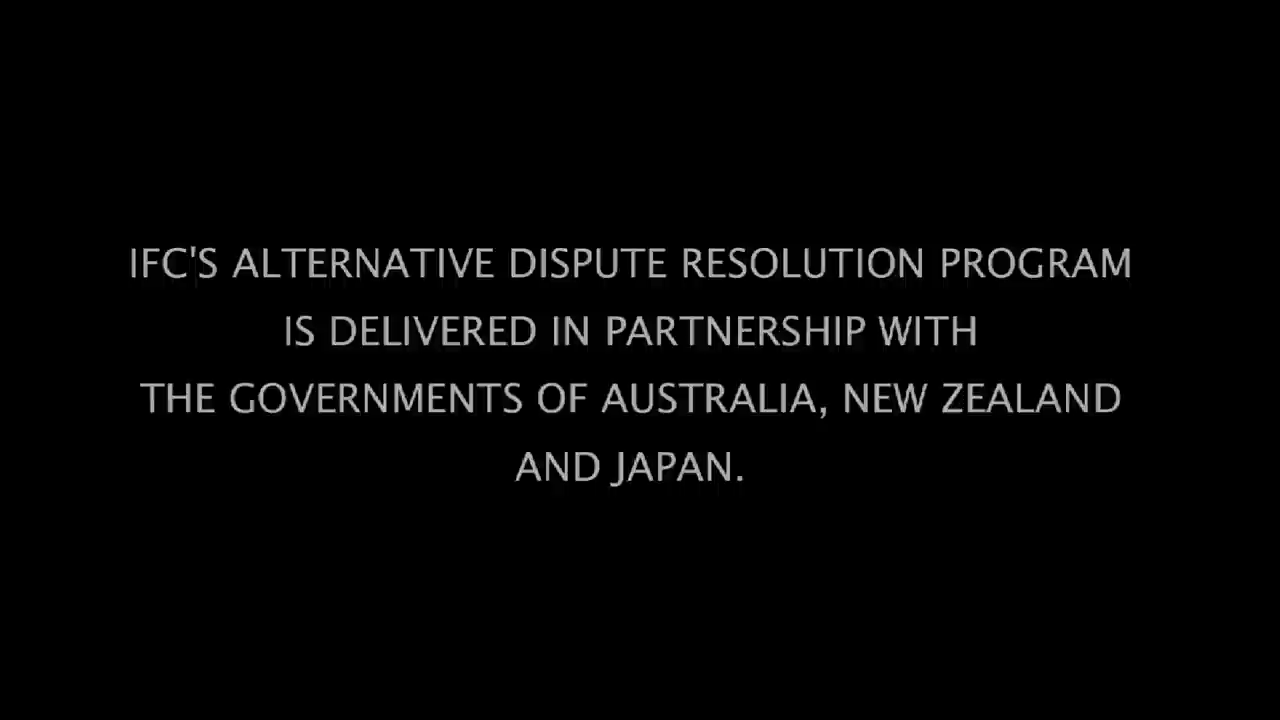 IFC'S ALTERNATIVE DISPUTE RESOLUTION PROGRAM
IS DELIVERED IN PARTNERSHIP WITH
THE GOVERNMENTS OF AUSTRALIA, NEW ZEALAND
AND JAPAN.